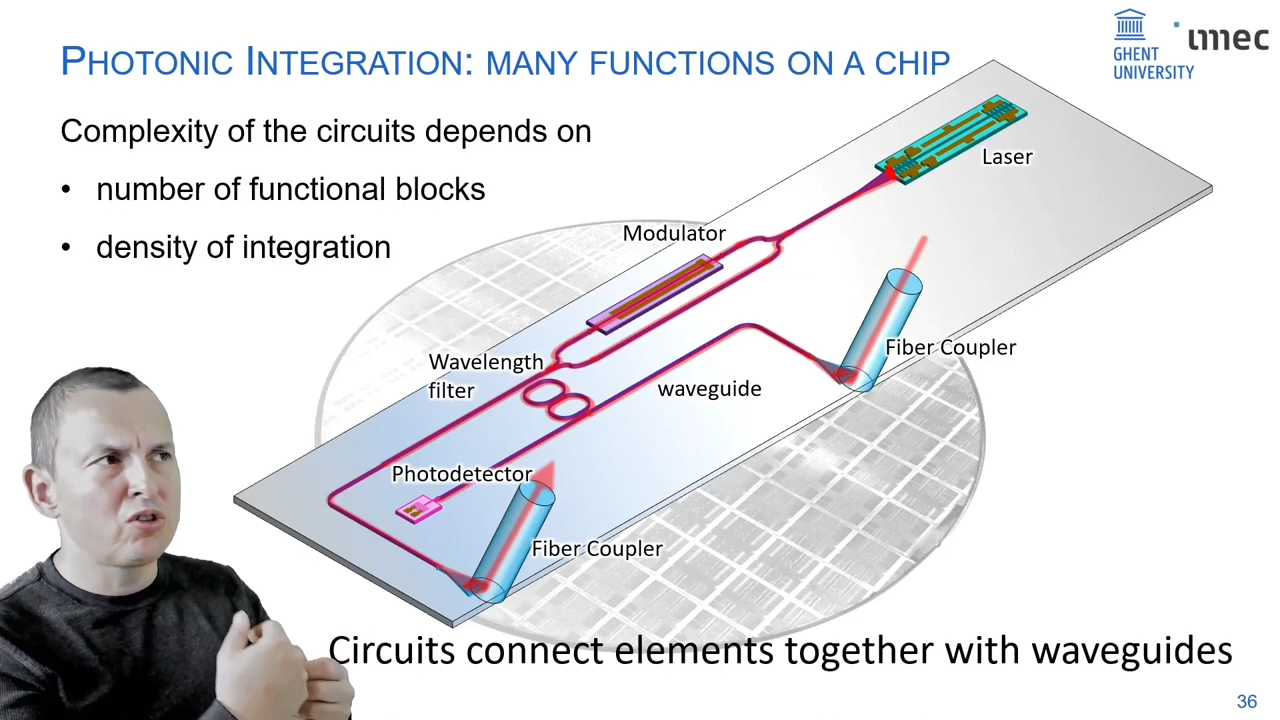 PHOTONIC INTEGRATION: MANY FUNCTIONS ON A CHIP
GHENT
UNIVERSITY
imec
Complexity of the circuits depends on
• number of functional blocks
• density of integration
Laser
Modulator
Fiber Coupler
Wavelength
filter
waveguide
Photodetector
Fiber Coupler
Circuits connect elements together with waveguides
36